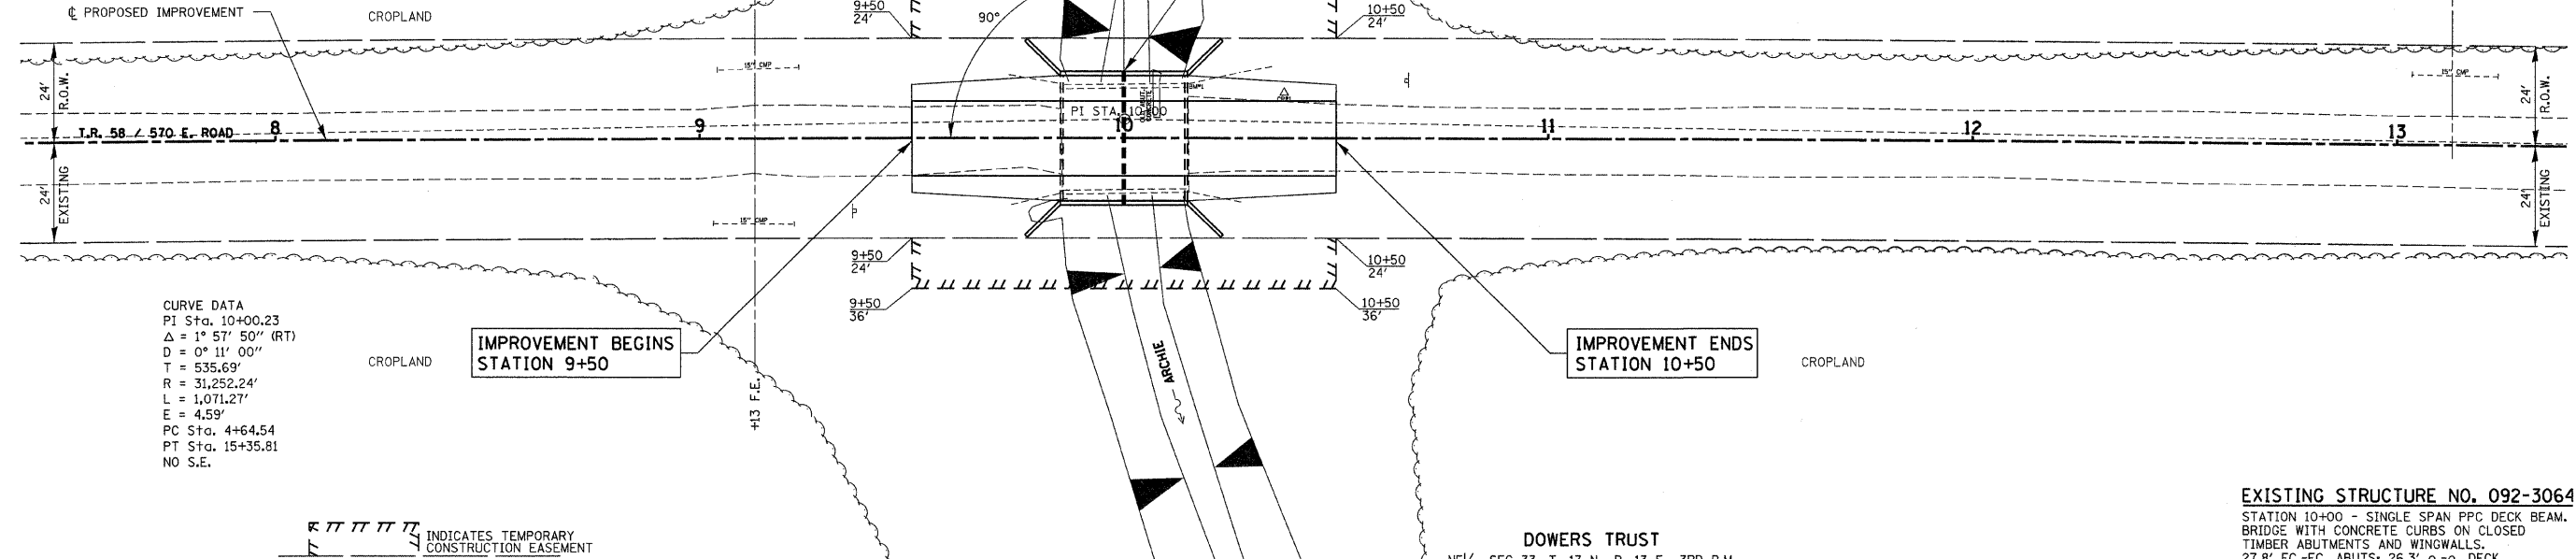 ℄ PROPOSED IMPROVEMENT
CROPLAND
9+50
24'
90°
10+50
24'
24'
R.O.W.
15" CMP
15" CMP
24'
R.O.W.
T.R. 58 / 570 E. ROAD
8
9
PI STA. 10+00
10
11
12
13
24'
EXISTING
15" CMP
24'
EXISTING
9+50
24'
10+50
24'
9+50
36'
10+50
36'
CURVE DATA
PI Sta. 10+00.23
Δ = 1° 57' 50" (RT)
D = 0° 11' 00"
T = 535.69'
R = 31,252.24'
L = 1,071.27'
E = 4.59'
PC Sta. 4+64.54
PT Sta. 15+35.81
NO S.E.
CROPLAND
IMPROVEMENT BEGINS
STATION 9+50
+13 F.E.
ARCHIE
IMPROVEMENT ENDS
STATION 10+50
CROPLAND
INDICATES TEMPORARY
CONSTRUCTION EASEMENT
DOWERS TRUST
EXISTING STRUCTURE NO. 092-3064
STATION 10+00 - SINGLE SPAN PPC DECK BEAM.
BRIDGE WITH CONCRETE CURBS ON CLOSED
TIMBER ABUTMENTS AND WINGWALLS.